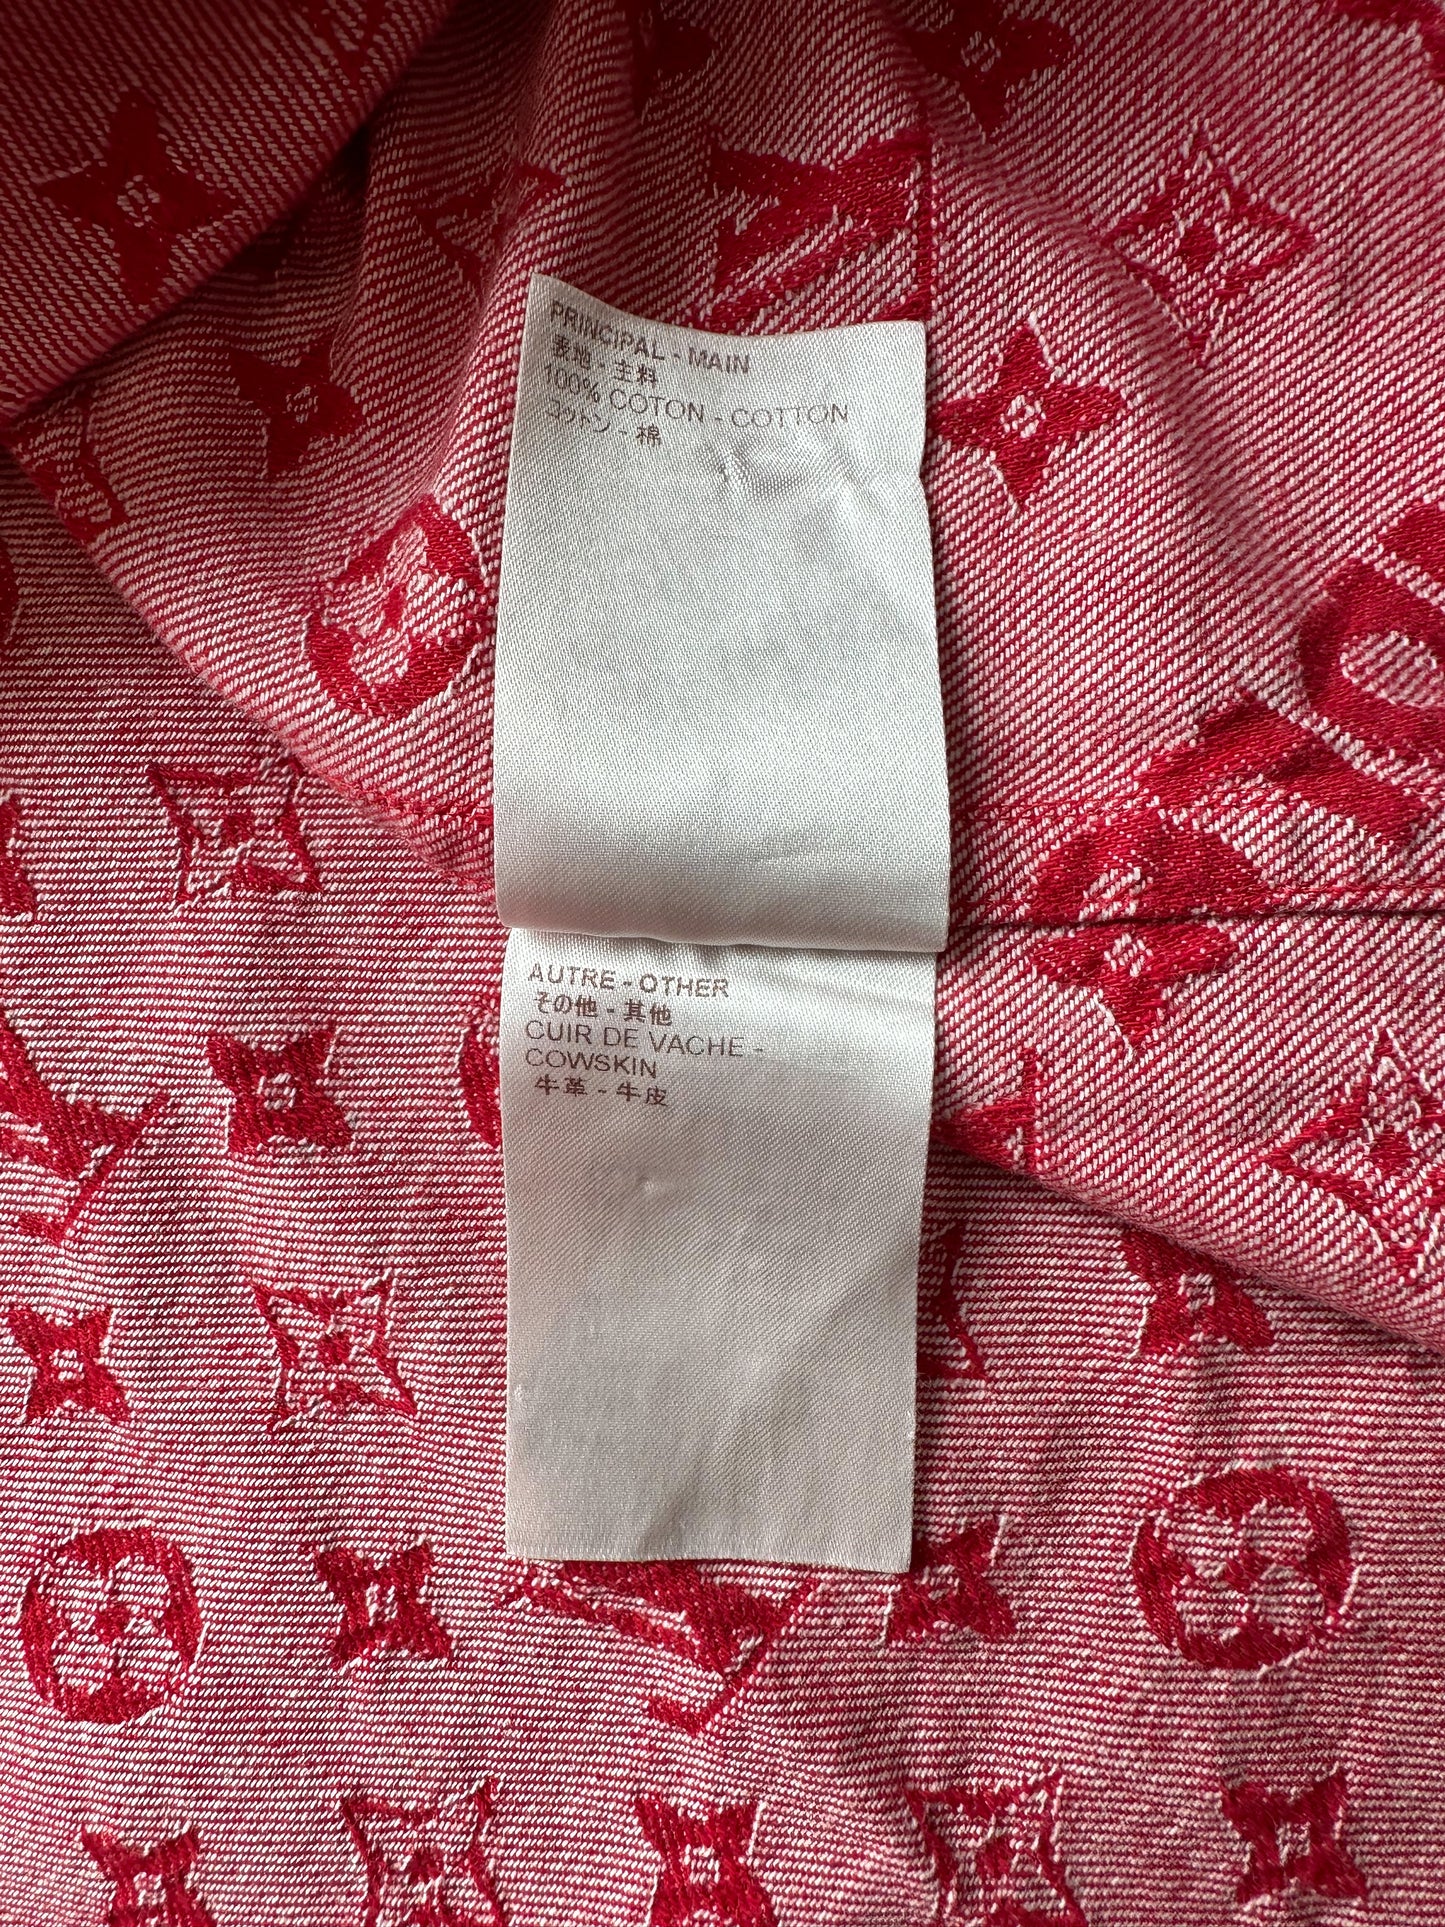 PRINCIPAL - MAIN
表地 - 主料
100% COTON - COTTON
コットン - 棉
AUTRE - OTHER
その他 - 其他
CUIR DE VACHE -
COWSKIN
牛革 - 牛皮